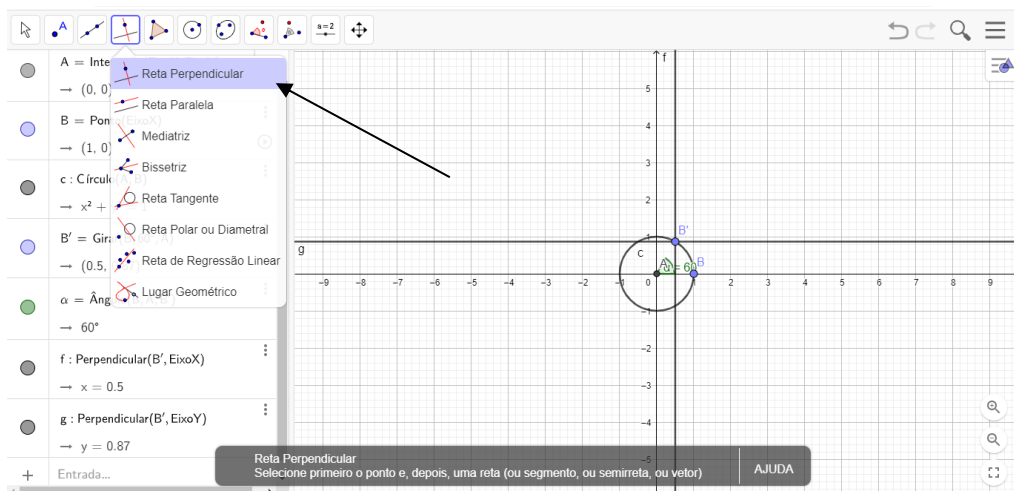 A
a=2
A = Inte
→ (0, 0)
B = Ponto(EixoX)
→ (1, 0)
c : Círculo(A, B)
→ x² +
B′ = Gira
→ (0.5,
α = Âng
→ 60°
f : Perpendicular(B′, EixoX)
→ x = 0.5
g : Perpendicular(B′, EixoY)
→ y = 0.87
+ Entrada...
Reta Perpendicular
Reta Paralela
Mediatriz
Bissetriz
Reta Tangente
Reta Polar ou Diametral
Reta de Regressão Linear
Lugar Geométrico
f
5
4
3
2
1
B'
g
c
A
α = 60°
B
-9 -8 -7 -6 -5 -4 -3 -2 -1 0 1 2 3 4 5 6 7 8 9
-1
-2
-3
-4
-5
Reta Perpendicular
Selecione primeiro o ponto e, depois, uma reta (ou segmento, ou semirreta, ou vetor)
AJUDA